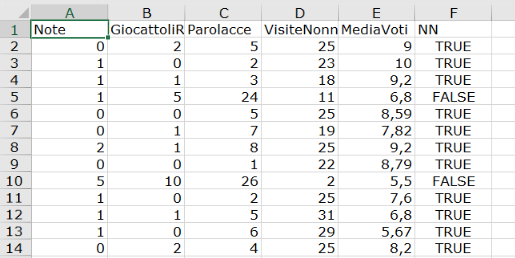 A B C D E F
1 Note GiocattoliR Parolacce VisiteNonn MediaVoti NN
2 0 2 5 25 9 TRUE
3 1 0 2 23 10 TRUE
4 1 1 3 18 9,2 TRUE
5 1 5 24 11 6,8 FALSE
6 0 0 5 25 8,59 TRUE
7 0 1 7 19 7,82 TRUE
8 2 1 8 25 9,2 TRUE
9 0 0 1 22 8,79 TRUE
10 5 10 26 2 5,5 FALSE
11 1 0 2 25 7,6 TRUE
12 1 1 5 31 6,8 TRUE
13 1 0 6 29 5,67 TRUE
14 0 2 4 25 8,2 TRUE